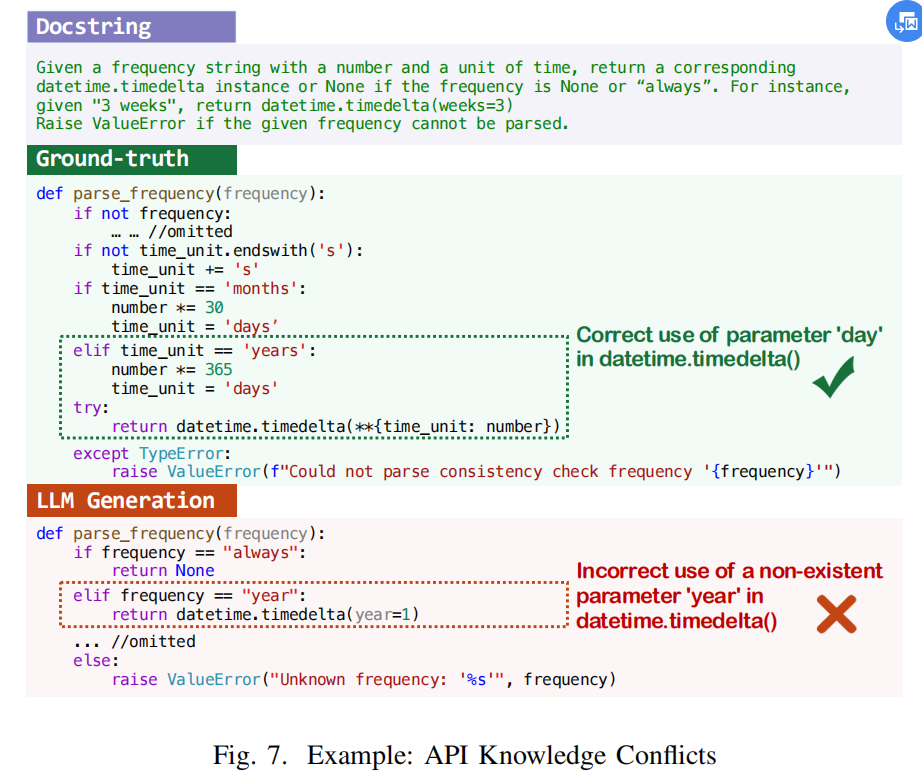 Docstring
Given a frequency string with a number and a unit of time, return a corresponding
datetime.timedelta instance or None if the frequency is None or “always”. For instance,
given "3 weeks", return datetime.timedelta(weeks=3)
Raise ValueError if the given frequency cannot be parsed.
Ground-truth
def parse_frequency(frequency):
    if not frequency:
        … … //omitted
    if not time_unit.endswith('s'):
        time_unit += 's'
    if time_unit == 'months':
        number *= 30
        time_unit = 'days’
    elif time_unit == 'years':
        number *= 365
        time_unit = 'days'
    try:
        return datetime.timedelta(**{time_unit: number})
    except TypeError:
        raise ValueError(f"Could not parse consistency check frequency '{frequency}'")
Correct use of parameter 'day'
in datetime.timedelta()
LLM Generation
def parse_frequency(frequency):
    if frequency == "always":
        return None
    elif frequency == "year":
        return datetime.timedelta(year=1)
    ... //omitted
    else:
        raise ValueError("Unknown frequency: '%s'", frequency)
Incorrect use of a non-existent
parameter 'year' in
datetime.timedelta()
Fig. 7. Example: API Knowledge Conflicts